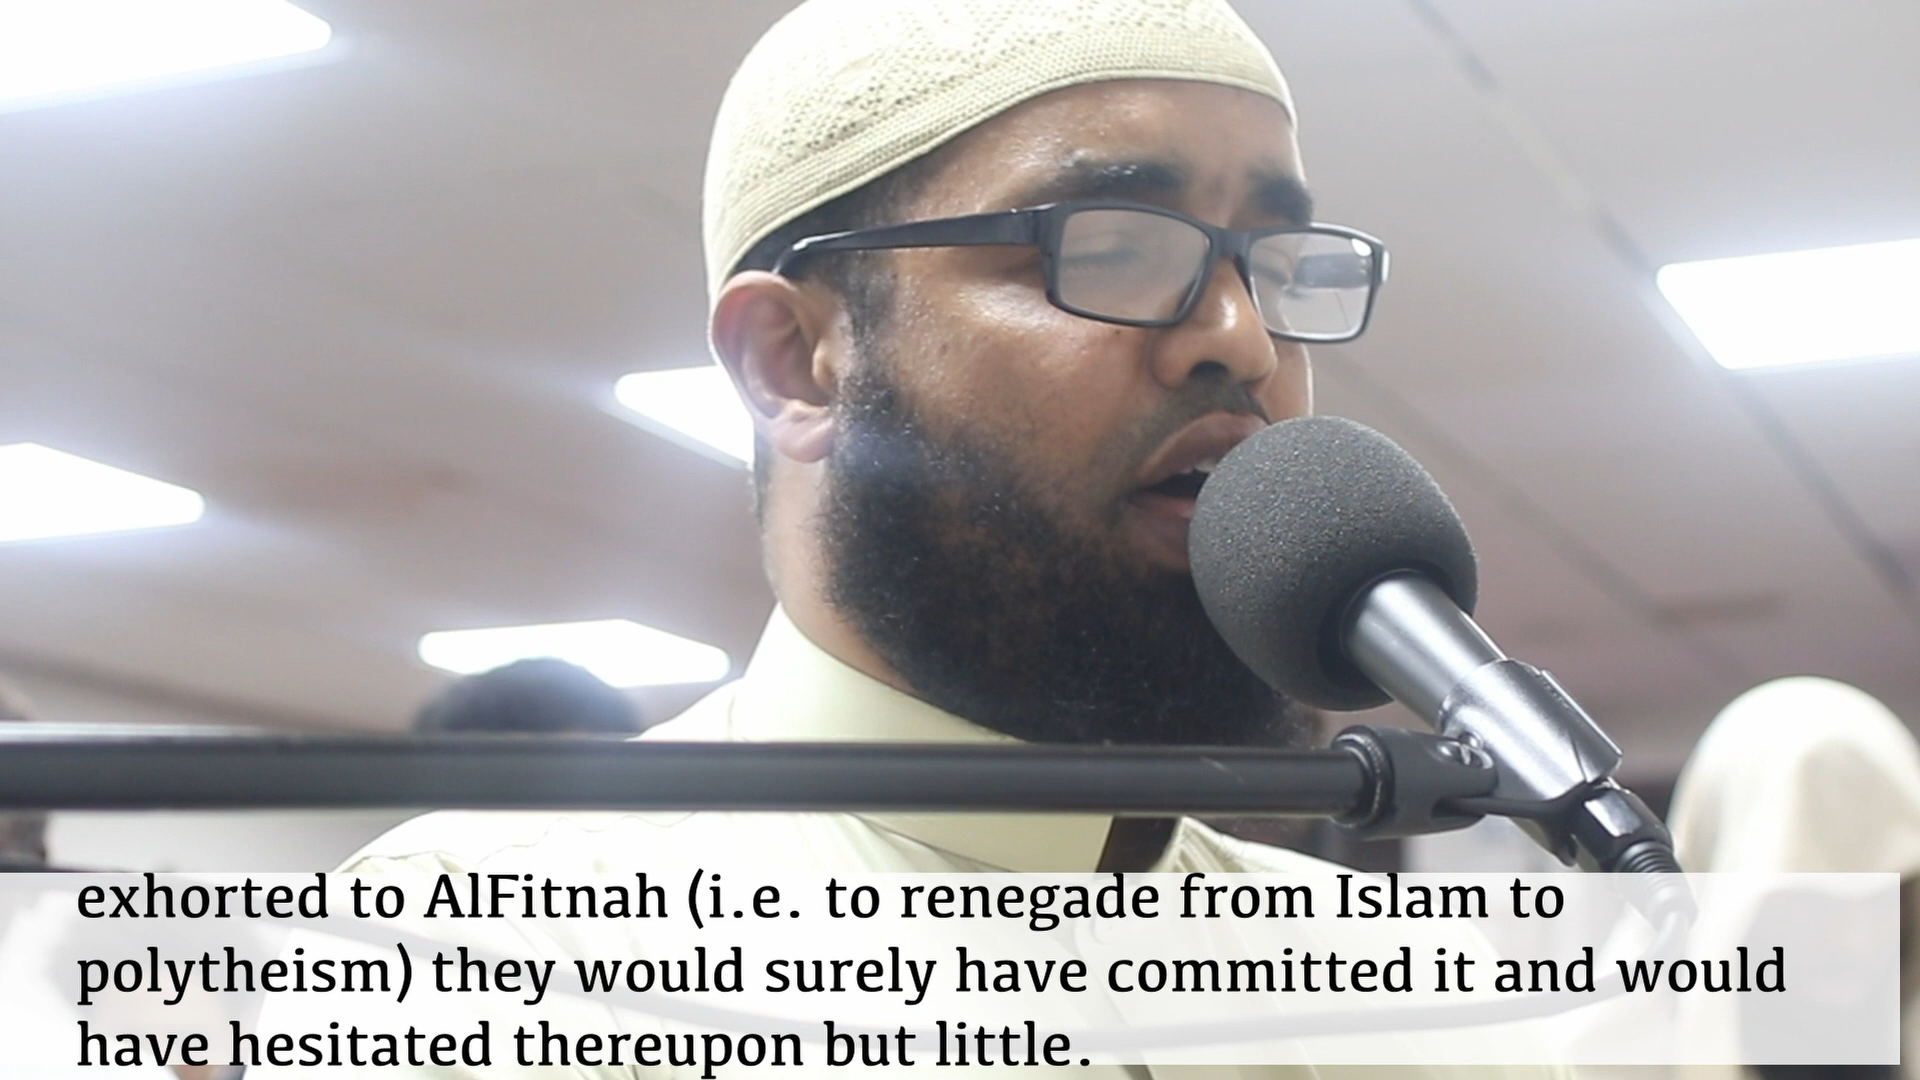 exhorted to AlFitnah (i.e. to renegade from Islam to
polytheism) they would surely have committed it and would
have hesitated thereupon but little.